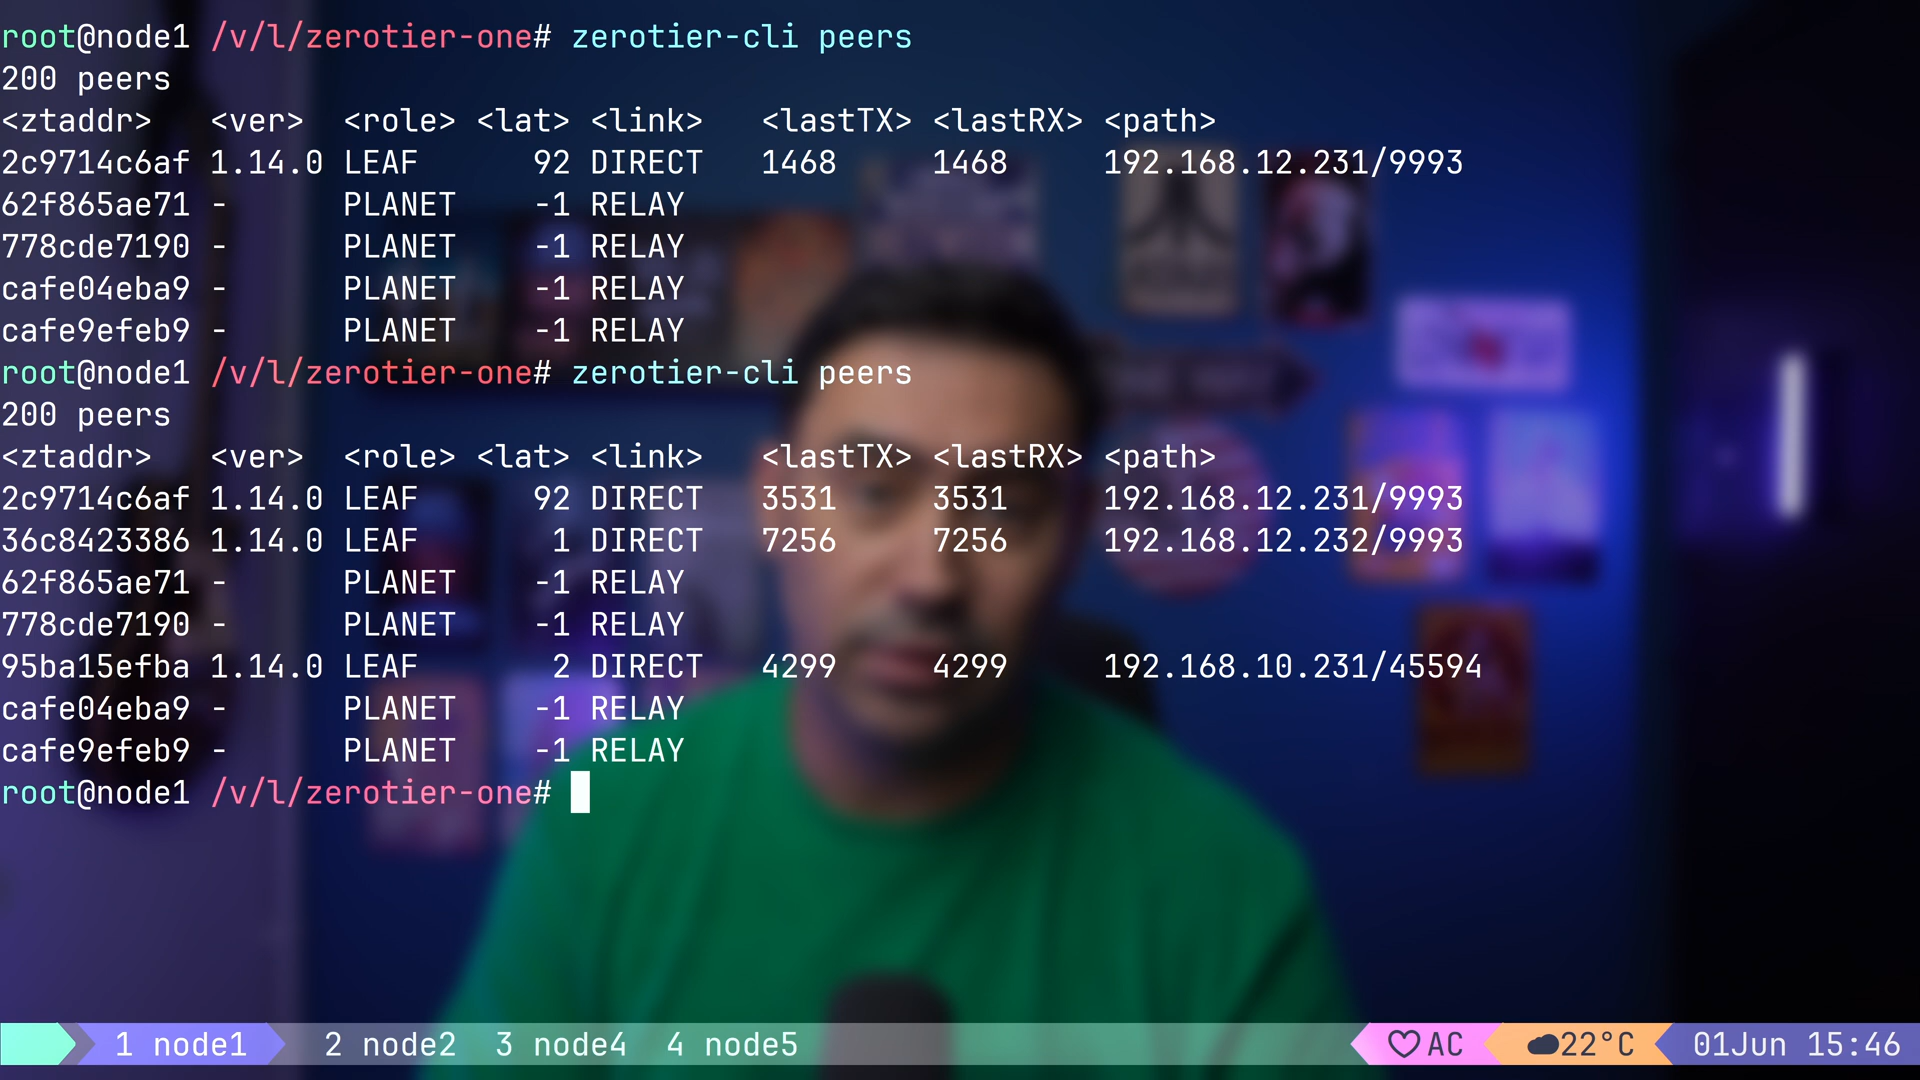 root@node1 /v/l/zerotier-one# zerotier-cli peers
200 peers
<ztaddr> <ver> <role> <lat> <link> <lastTX> <lastRX> <path>
2c9714c6af 1.14.0 LEAF 92 DIRECT 1468 1468 192.168.12.231/9993
62f865ae71 - PLANET -1 RELAY
778cde7190 - PLANET -1 RELAY
cafe04eba9 - PLANET -1 RELAY
cafe9efeb9 - PLANET -1 RELAY
root@node1 /v/l/zerotier-one# zerotier-cli peers
200 peers
<ztaddr> <ver> <role> <lat> <link> <lastTX> <lastRX> <path>
2c9714c6af 1.14.0 LEAF 92 DIRECT 3531 3531 192.168.12.231/9993
36c8423386 1.14.0 LEAF 1 DIRECT 7256 7256 192.168.12.232/9993
62f865ae71 - PLANET -1 RELAY
778cde7190 - PLANET -1 RELAY
95ba15efba 1.14.0 LEAF 2 DIRECT 4299 4299 192.168.10.231/45594
cafe04eba9 - PLANET -1 RELAY
cafe9efeb9 - PLANET -1 RELAY
root@node1 /v/l/zerotier-one#
1 node1 2 node2 3 node4 4 node5 AC 22°C 01Jun 15:46